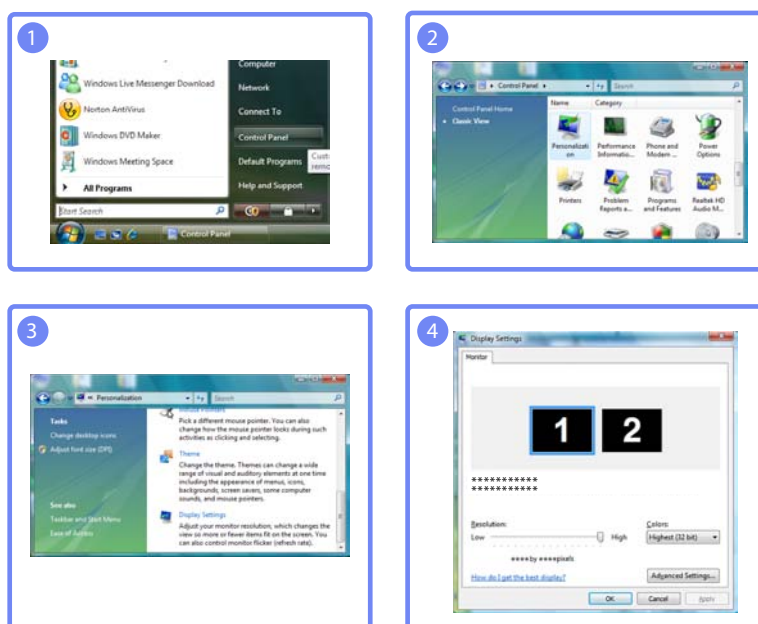 1
Computer
Windows Live Messenger Download
Network
Norton AntiVirus
Connect To
Windows DVD Maker
Control Panel
Windows Meeting Space
Default Programs
All Programs
Help and Support
Start Search
Control Panel
2
Control Panel
Search
Control Panel Home
Classic View
Name Category
Personalizati
on
Performance
Informatio...
Phone and
Modem ...
Power
Options
Printers
Problem
Reports a...
Programs
and Features
Realtek HD
Audio M...
3
Personalization
Search
Tasks
Change desktop icons
Adjust font size (DPI)
See also
Taskbar and Start Menu
Ease of Access
Mouse Pointers
Pick a different mouse pointer. You can also
change how the mouse pointer looks during such
activities as clicking and selecting.
Theme
Change the theme. Themes can change a wide
range of visual and auditory elements at one time
including the appearance of menus, icons,
backgrounds, screen savers, some computer
sounds, and mouse pointers.
Display Settings
Adjust your monitor resolution, which changes the
view so more or fewer items fit on the screen. You
can also control monitor flicker (refresh rate).
4
Display Settings
Monitor
1 2
***********
***********
Resolution:
Low High
****by ****pixels
Colors:
Highest (32 bit)
How do I get the best display?
Advanced Settings...
OK Cancel Apply